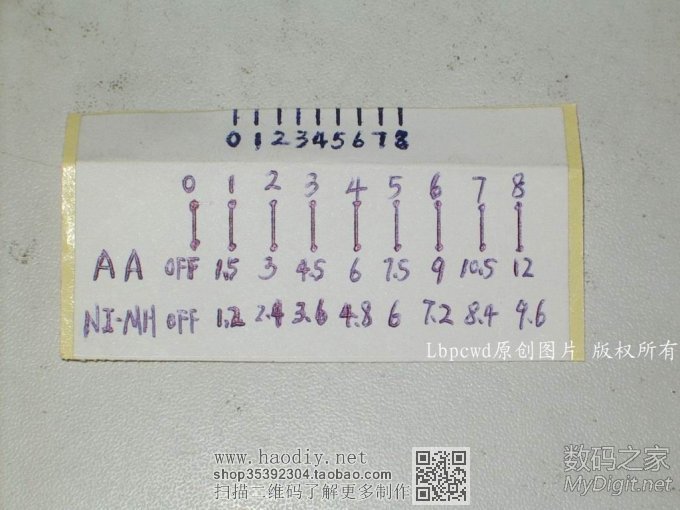 0 1 2 3 4 5 6 7 8
0 1 2 3 4 5 6 7 8
AA OFF 1.5 3 4.5 6 7.5 9 10.5 12
NI-MH OFF 1.2 2.4 3.6 4.8 6 7.2 8.4 9.6
Lbpcwd原创图片 版权所有
www.haodiy.net
shop35392304.taobao.com
扫描二维码了解更多制作
数码之家
MyDigit.net